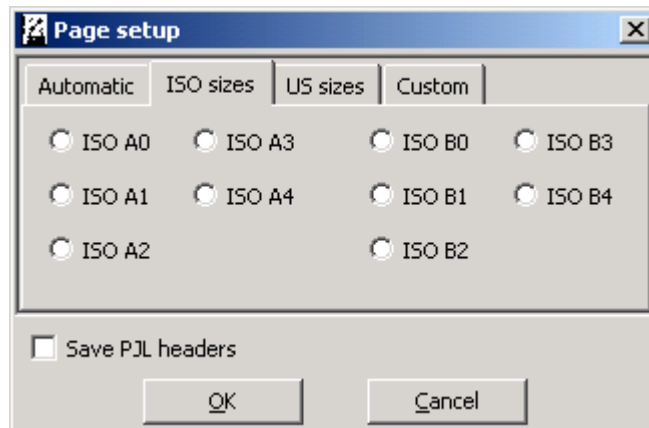 Page setup
Automatic ISO sizes US sizes Custom
ISO A0 ISO A3 ISO B0 ISO B3
ISO A1 ISO A4 ISO B1 ISO B4
ISO A2 ISO B2
Save PJL headers
OK Cancel